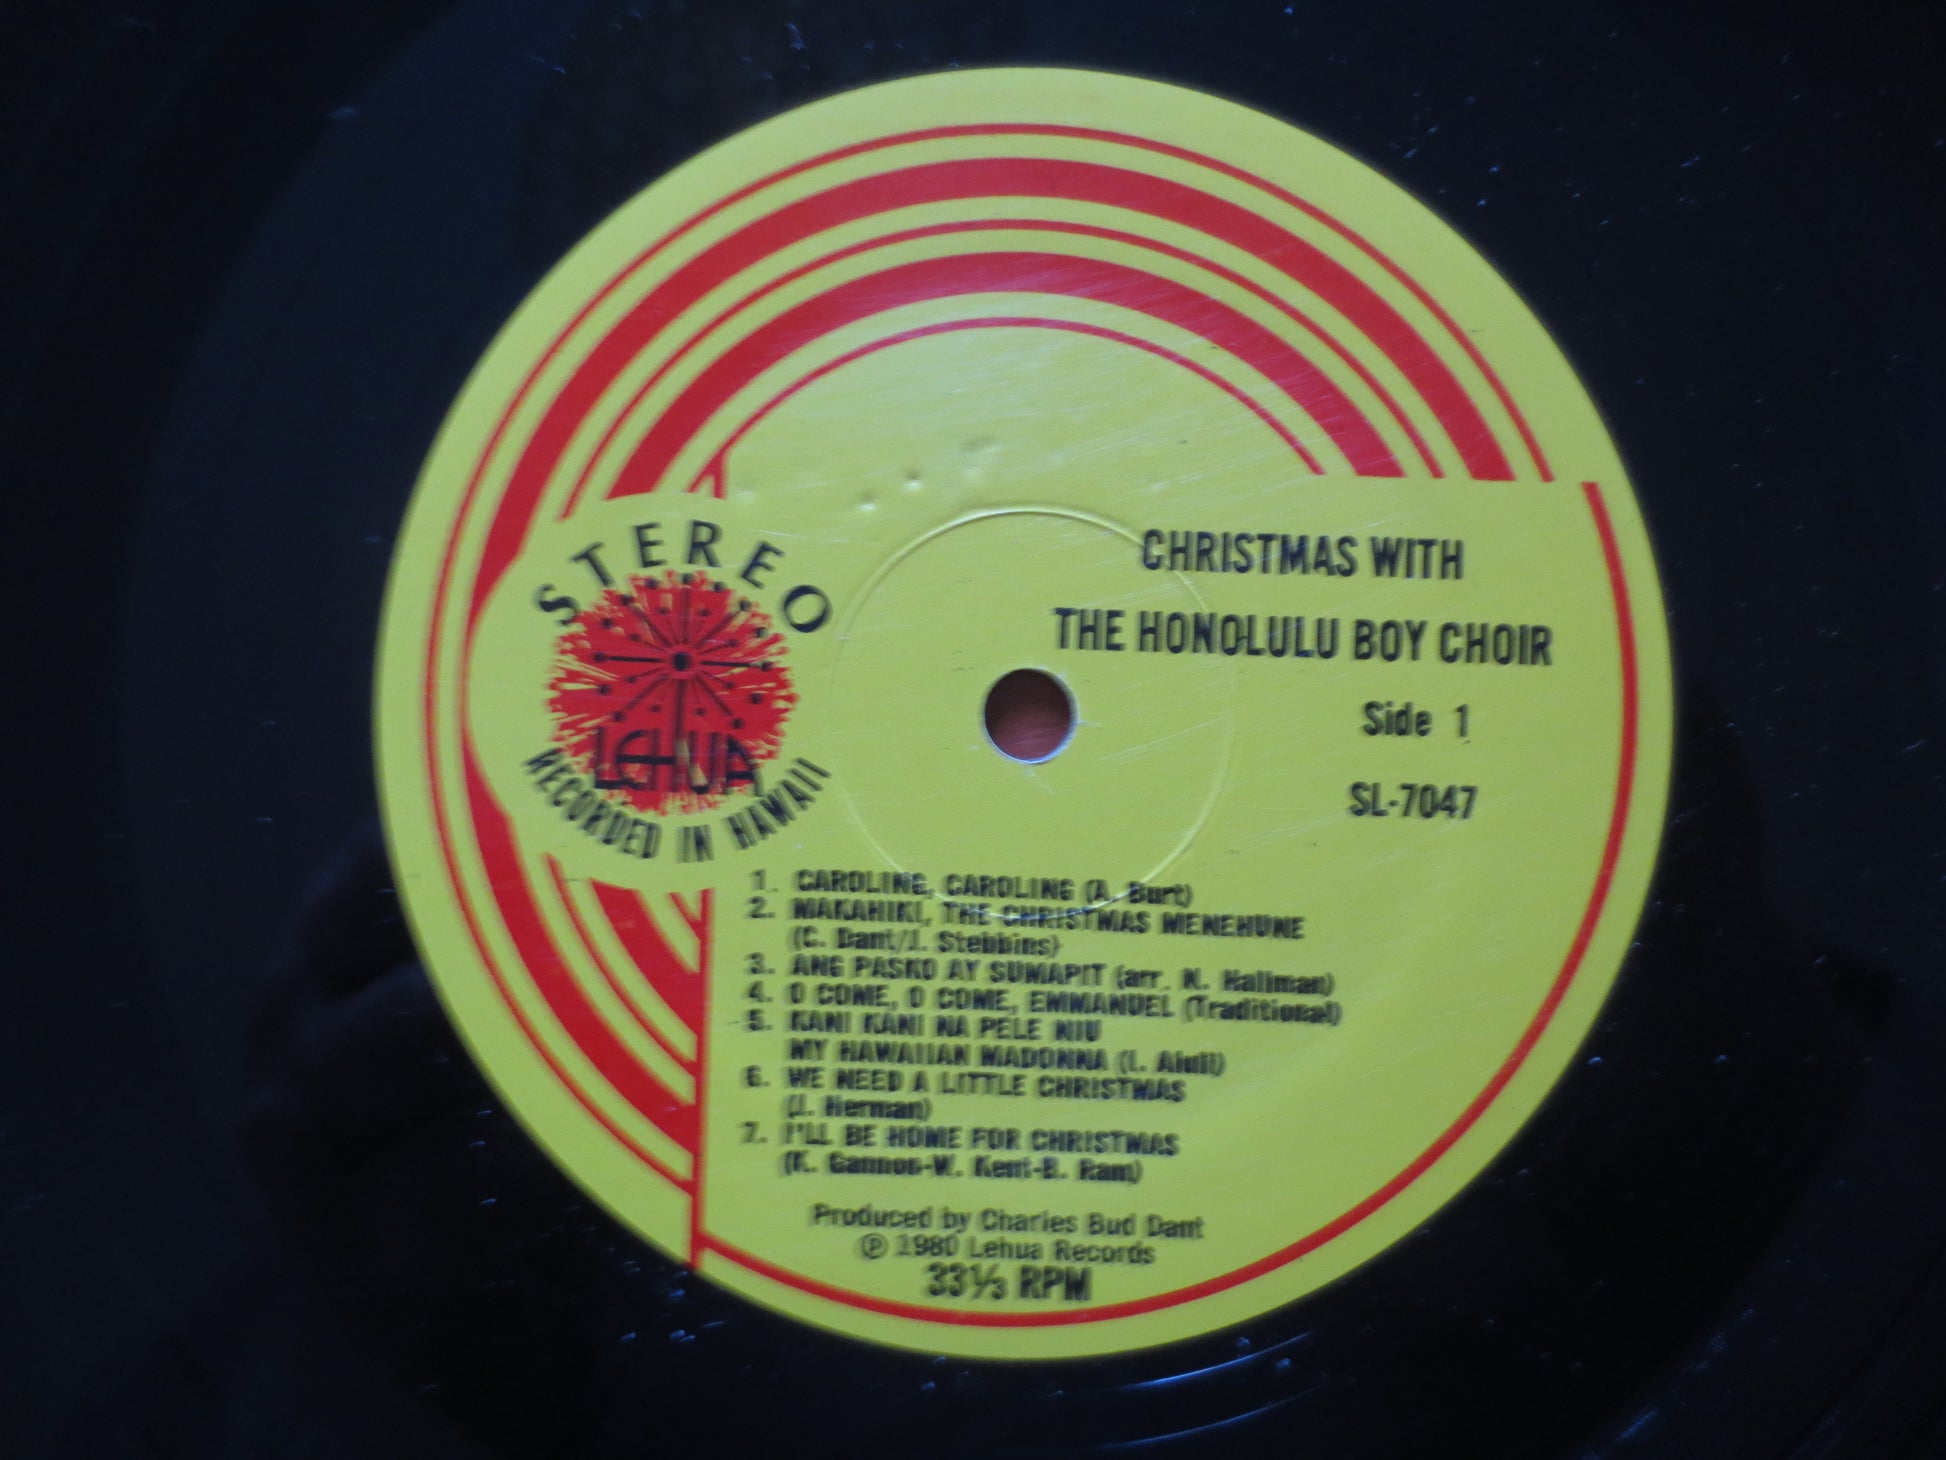 STEREO
LEHUA
RECORDED IN HAWAII
CHRISTMAS WITH
THE HONOLULU BOY CHOIR
Side 1
SL-7047
1. CAROLING, CAROLING (A. Burt)
2. MAKAHIKI, THE CHRISTMAS MENEHUNE
(C. Dant/J. Stebbins)
3. ANG PASKO AY SUMAPIT (arr. N. Hallman)
4. O COME, O COME, EMMANUEL (Traditional)
5. KANI KANI NA PELE NIU
MY HAWAIIAN MADONNA (I. Aluli)
6. WE NEED A LITTLE CHRISTMAS
(J. Herman)
7. I'LL BE HOME FOR CHRISTMAS
(K. Gannon-W. Kent-B. Ram)
Produced by Charles Bud Dant
Ⓟ 1980 Lehua Records
33⅓ RPM